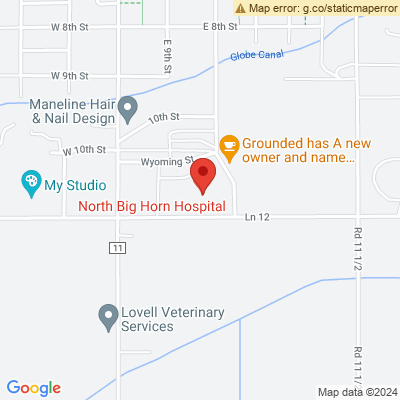 Map error: g.co/staticmaperror
W 8th St
E 8th St
E 9th St
Globe Canal
W 9th St
Maneline Hair
& Nail Design
10th St
W 10th St
Wyoming St
Grounded has A new
owner and name...
My Studio
North Big Horn Hospital
Ln 12
Rd 11 1/2
11
Lovell Veterinary
Services
Rd 11 1/2
Google
Map data ©2024